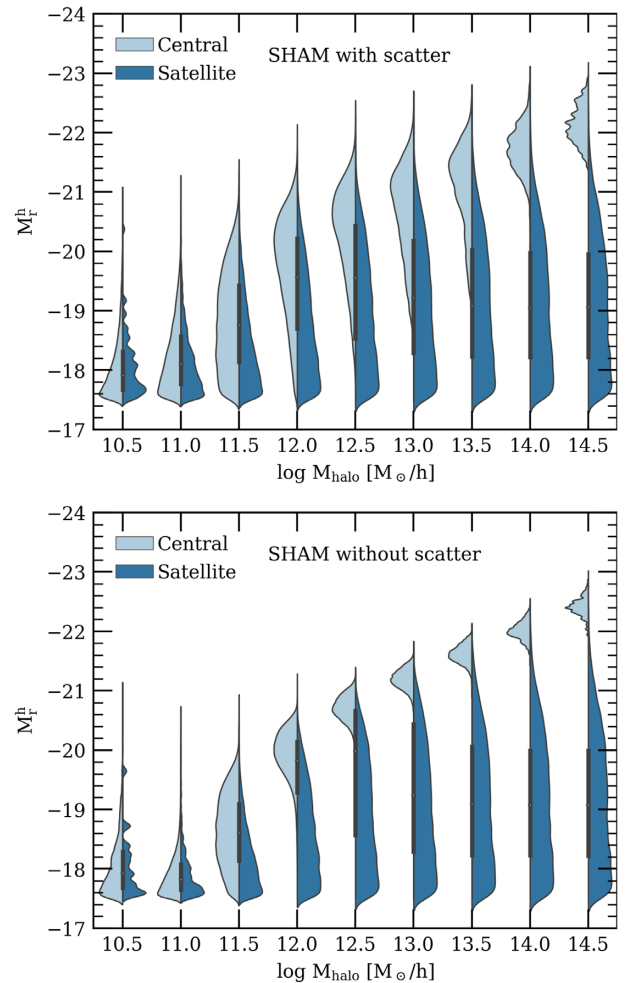 −24
−23
−22
−21
−20
−19
−18
−17
M_r^h
Central
Satellite
SHAM with scatter
10.5 11.0 11.5 12.0 12.5 13.0 13.5 14.0 14.5
log M_halo [M_⊙/h]
−24
−23
−22
−21
−20
−19
−18
−17
M_r^h
Central
Satellite
SHAM without scatter
10.5 11.0 11.5 12.0 12.5 13.0 13.5 14.0 14.5
log M_halo [M_⊙/h]